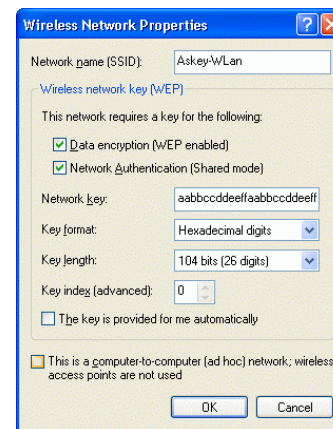 Wireless Network Properties
Network name (SSID): Askey-WLan
Wireless network key (WEP)
This network requires a key for the following:
Data encryption (WEP enabled)
Network Authentication (Shared mode)
Network key: aabbccddeeffaabbccddeeff
Key format: Hexadecimal digits
Key length: 104 bits (26 digits)
Key index (advanced): 0
The key is provided for me automatically
This is a computer-to-computer (ad hoc) network; wireless
access points are not used
OK Cancel